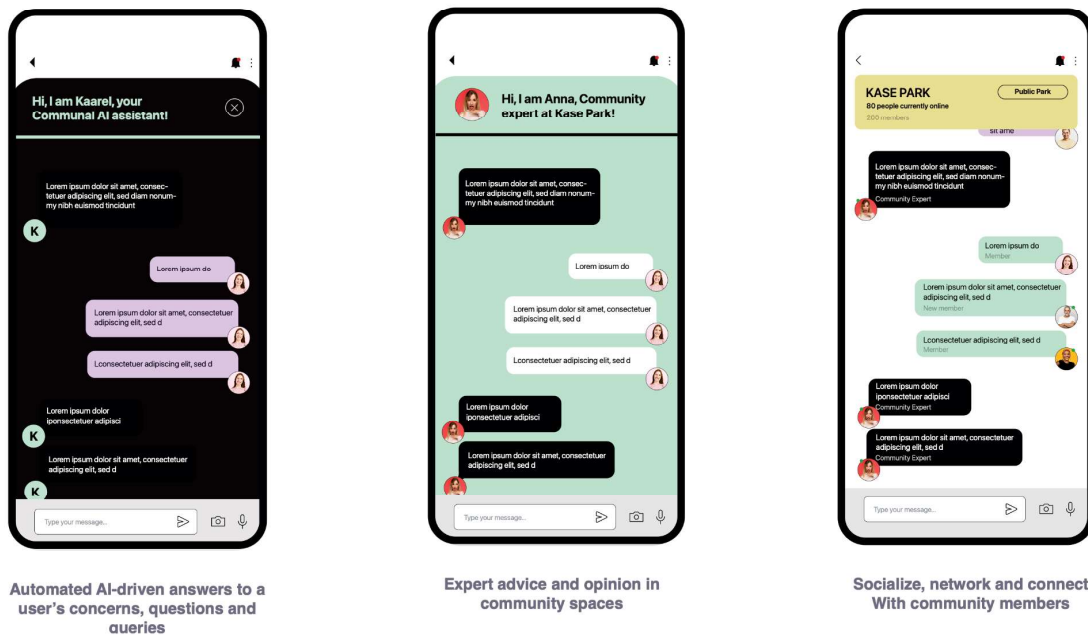 Hi, I am Kaarel, your
Communal AI assistant!
Lorem ipsum dolor sit amet, consec-
tetuer adipiscing elit, sed diam nonum-
my nibh euismod tincidunt
K
Lorem ipsum do
Lorem ipsum dolor sit amet, consectetuer
adipiscing elit, sed d
Lconsectetuer adipiscing elit, sed d
Lorem ipsum dolor
iponsectetuer adipisci
K
Lorem ipsum dolor sit amet, consectetuer
adipiscing elit, sed d
K
Type your message...
Automated AI-driven answers to a
user's concerns, questions and
queries
Hi, I am Anna, Community
expert at Kase Park!
Lorem ipsum dolor sit amet, consec-
tetuer adipiscing elit, sed diam nonum-
my nibh euismod tincidunt
Lorem ipsum do
Lorem ipsum dolor sit amet, consectetuer
adipiscing elit, sed d
Lconsectetuer adipiscing elit, sed d
Lorem ipsum dolor
iponsectetuer adipisci
Lorem ipsum dolor sit amet, consectetuer
adipiscing elit, sed d
Type your message...
Expert advice and opinion in
community spaces
KASE PARK
Public Park
80 people currently online
200 members
sit ame
Lorem ipsum dolor sit amet, consec-
tetuer adipiscing elit, sed diam nonum-
my nibh euismod tincidunt
Community Expert
Lorem ipsum do
Member
Lorem ipsum dolor sit amet, consectetuer
adipiscing elit, sed d
New member
Lconsectetuer adipiscing elit, sed d
Member
Lorem ipsum dolor
iponsectetuer adipisci
Community Expert
Lorem ipsum dolor sit amet, consectetuer
adipiscing elit, sed d
Community Expert
Type your message...
Socialize, network and connect
With community members